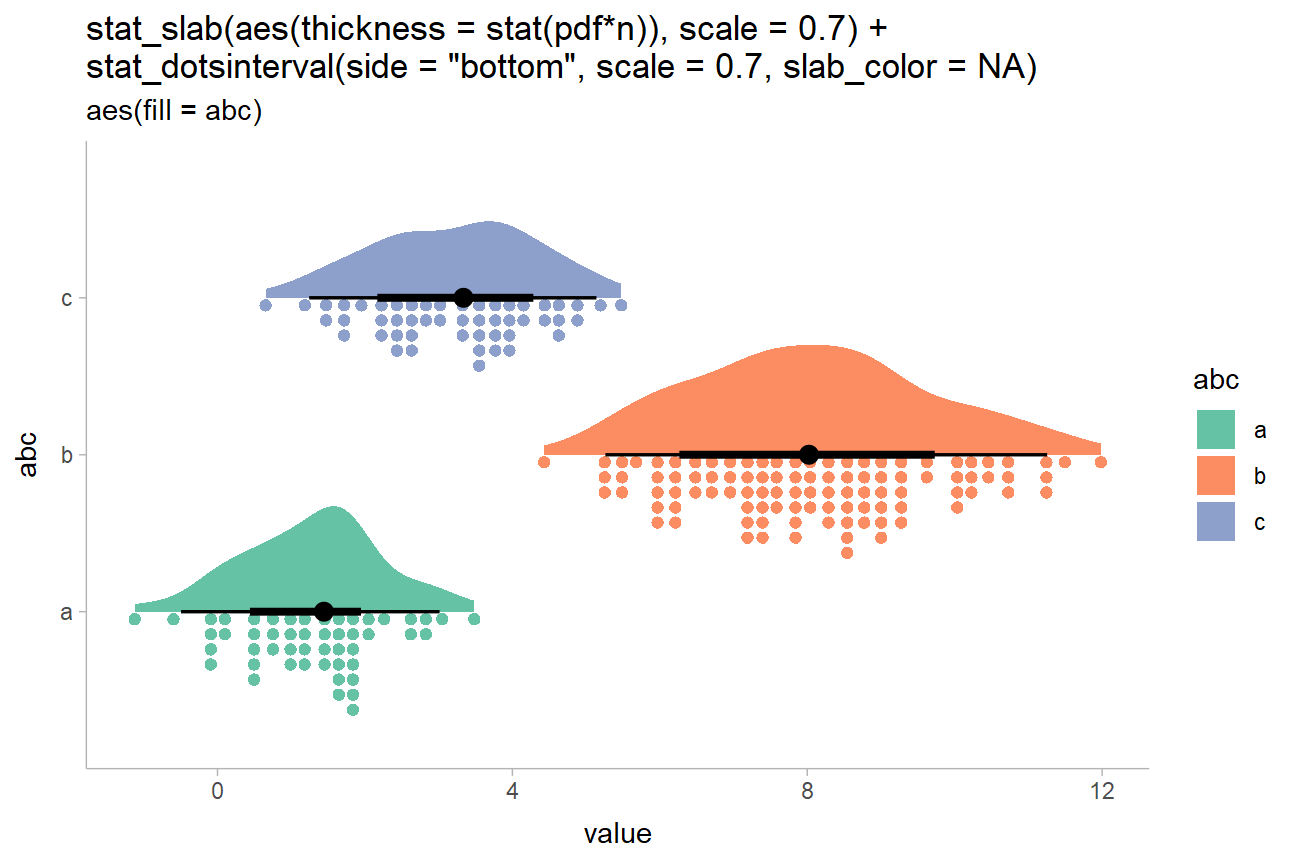 stat_slab(aes(thickness = stat(pdf*n)), scale = 0.7) +
stat_dotsinterval(side = "bottom", scale = 0.7, slab_color = NA)
aes(fill = abc)
c
b
a
abc
0
4
8
12
value
abc
a
b
c